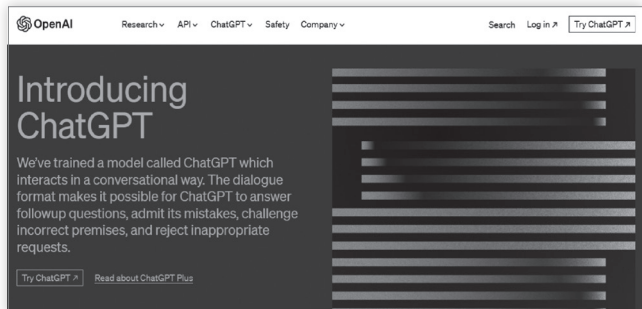 OpenAI Research API ChatGPT Safety Company Search Log in ↗ Try ChatGPT ↗
Introducing
ChatGPT
We've trained a model called ChatGPT which
interacts in a conversational way. The dialogue
format makes it possible for ChatGPT to answer
followup questions, admit its mistakes, challenge
incorrect premises, and reject inappropriate
requests.
Try ChatGPT ↗ Read about ChatGPT Plus